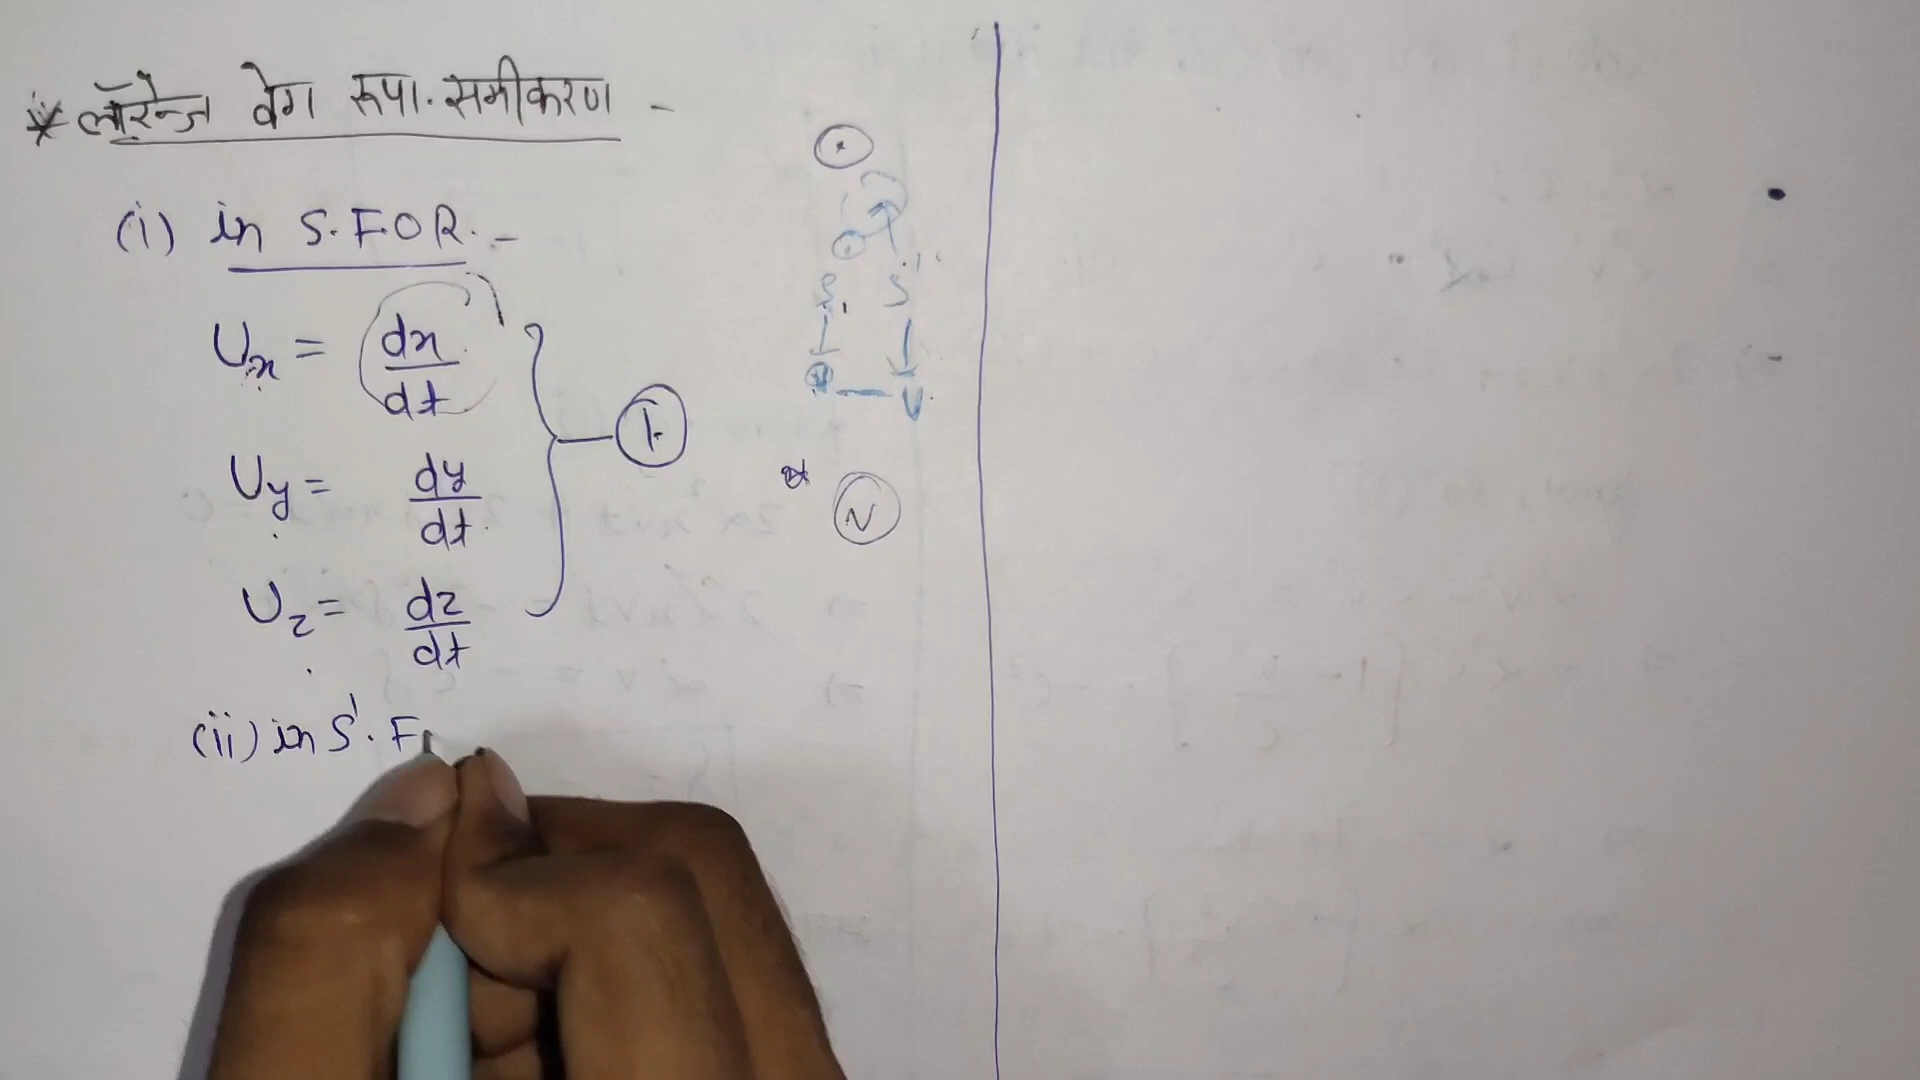 * लॉरेन्ज वेग रूपा. समीकरण -
(i) in S. F.O.R. -
Ux = dx/dt
Uy = dy/dt
Uz = dz/dt
1
S S'
v
(ii) in S'. F